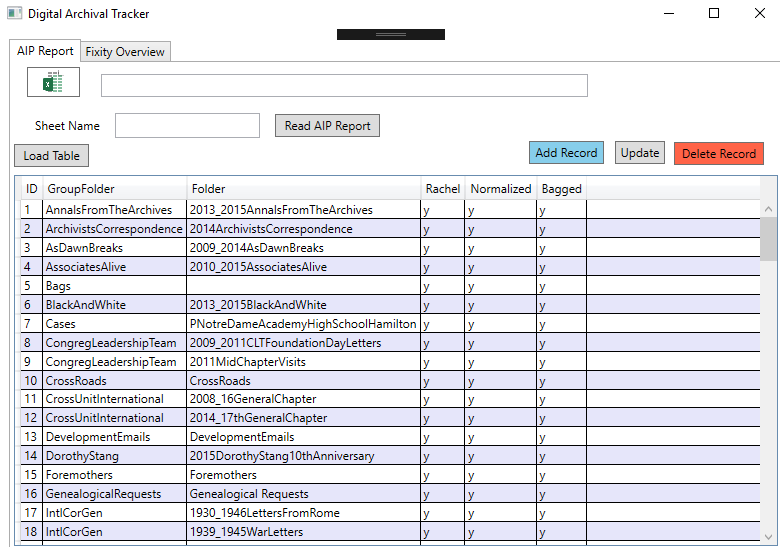 Digital Archival Tracker
AIP Report Fixity Overview
Sheet Name Read AIP Report
Load Table Add Record Update Delete Record
ID GroupFolder Folder Rachel Normalized Bagged
1 AnnalsFromTheArchives 2013_2015AnnalsFromTheArchives y y y
2 ArchivistsCorrespondence 2014ArchivistsCorrespondence y y y
3 AsDawnBreaks 2009_2014AsDawnBreaks y y y
4 AssociatesAlive 2010_2015AssociatesAlive y y y
5 Bags y y y
6 BlackAndWhite 2013_2015BlackAndWhite y y y
7 Cases PNotreDameAcademyHighSchoolHamilton y y y
8 CongregLeadershipTeam 2009_2011CLTFoundationDayLetters y y y
9 CongregLeadershipTeam 2011MidChapterVisits y y y
10 CrossRoads CrossRoads y y y
11 CrossUnitInternational 2008_16GeneralChapter y y y
12 CrossUnitInternational 2014_17thGeneralChapter y y y
13 DevelopmentEmails DevelopmentEmails y y y
14 DorothyStang 2015DorothyStang10thAnniversary y y y
15 Foremothers Foremothers y y y
16 GenealogicalRequests Genealogical Requests y y y
17 IntlCorGen 1930_1946LettersFromRome y y y
18 IntlCorGen 1939_1945WarLetters y y y